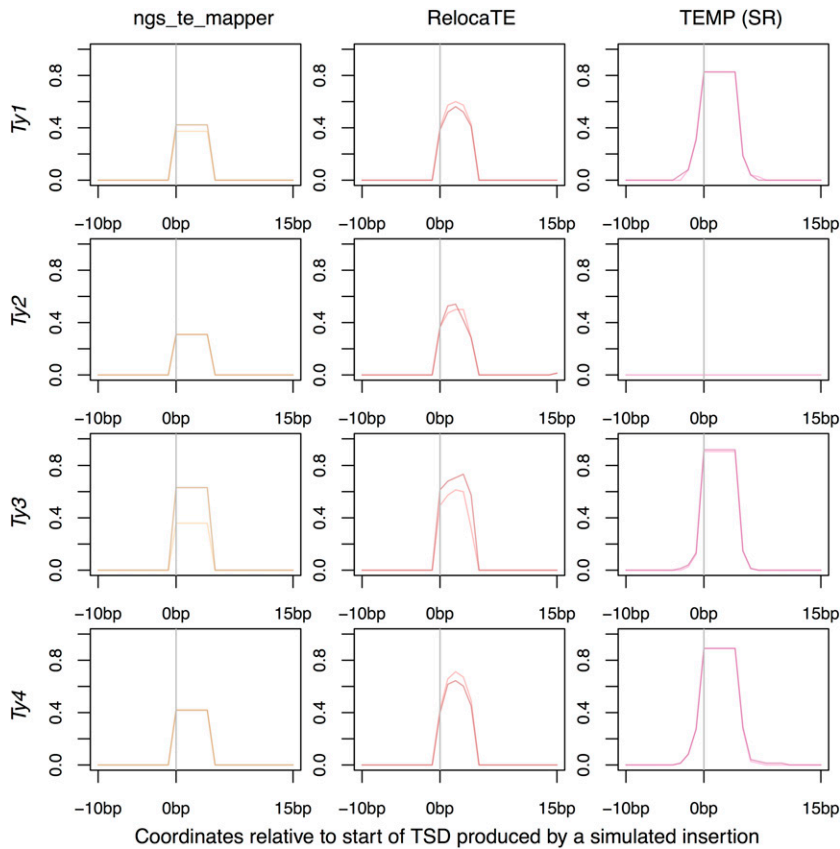 ngs_te_mapper RelocaTE TEMP (SR)
Ty1
0.0 0.4 0.8
0.0 0.4 0.8
0.0 0.4 0.8
−10bp 0bp 15bp −10bp 0bp 15bp −10bp 0bp 15bp
Ty2
0.0 0.4 0.8
0.0 0.4 0.8
0.0 0.4 0.8
−10bp 0bp 15bp −10bp 0bp 15bp −10bp 0bp 15bp
Ty3
0.0 0.4 0.8
0.0 0.4 0.8
0.0 0.4 0.8
−10bp 0bp 15bp −10bp 0bp 15bp −10bp 0bp 15bp
Ty4
0.0 0.4 0.8
0.0 0.4 0.8
0.0 0.4 0.8
−10bp 0bp 15bp −10bp 0bp 15bp −10bp 0bp 15bp
Coordinates relative to start of TSD produced by a simulated insertion